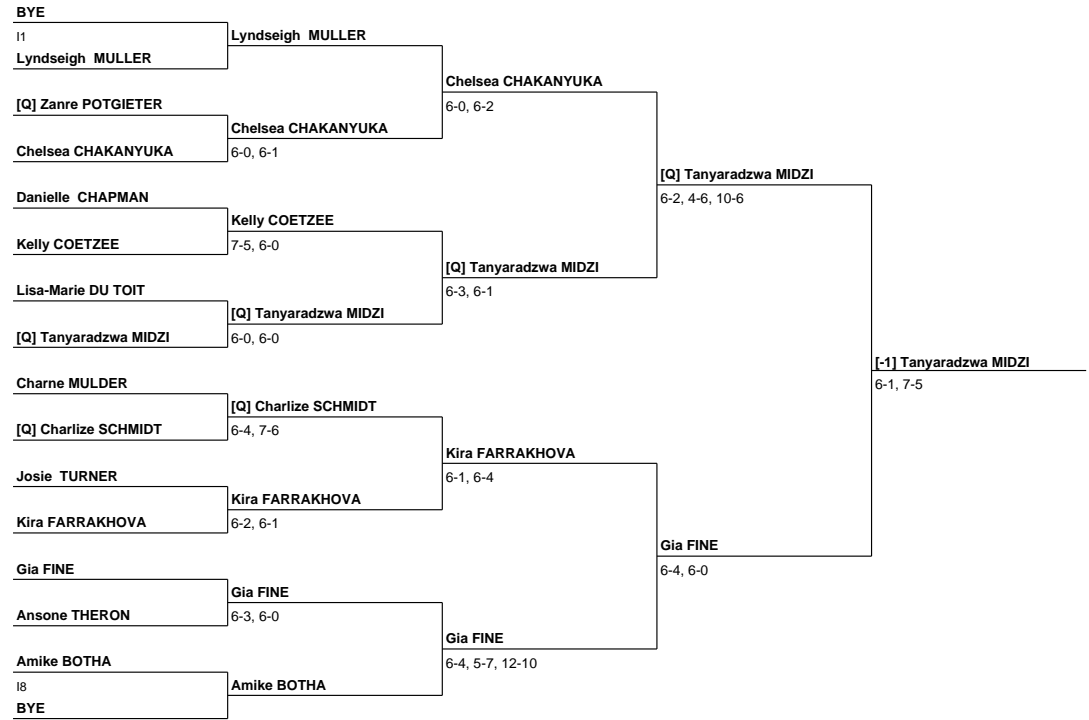 BYE
I1
Lyndseigh MULLER
[Q] Zanre POTGIETER
Chelsea CHAKANYUKA
Danielle CHAPMAN
Kelly COETZEE
Lisa-Marie DU TOIT
[Q] Tanyaradzwa MIDZI
Charne MULDER
[Q] Charlize SCHMIDT
Josie TURNER
Kira FARRAKHOVA
Gia FINE
Ansone THERON
Amike BOTHA
I8
BYE
Lyndseigh MULLER
Chelsea CHAKANYUKA
6-0, 6-1
Kelly COETZEE
7-5, 6-0
[Q] Tanyaradzwa MIDZI
6-0, 6-0
[Q] Charlize SCHMIDT
6-4, 7-6
Kira FARRAKHOVA
6-2, 6-1
Gia FINE
6-3, 6-0
Amike BOTHA
Chelsea CHAKANYUKA
6-0, 6-2
[Q] Tanyaradzwa MIDZI
6-3, 6-1
Kira FARRAKHOVA
6-1, 6-4
Gia FINE
6-4, 5-7, 12-10
[Q] Tanyaradzwa MIDZI
6-2, 4-6, 10-6
Gia FINE
6-4, 6-0
[-1] Tanyaradzwa MIDZI
6-1, 7-5